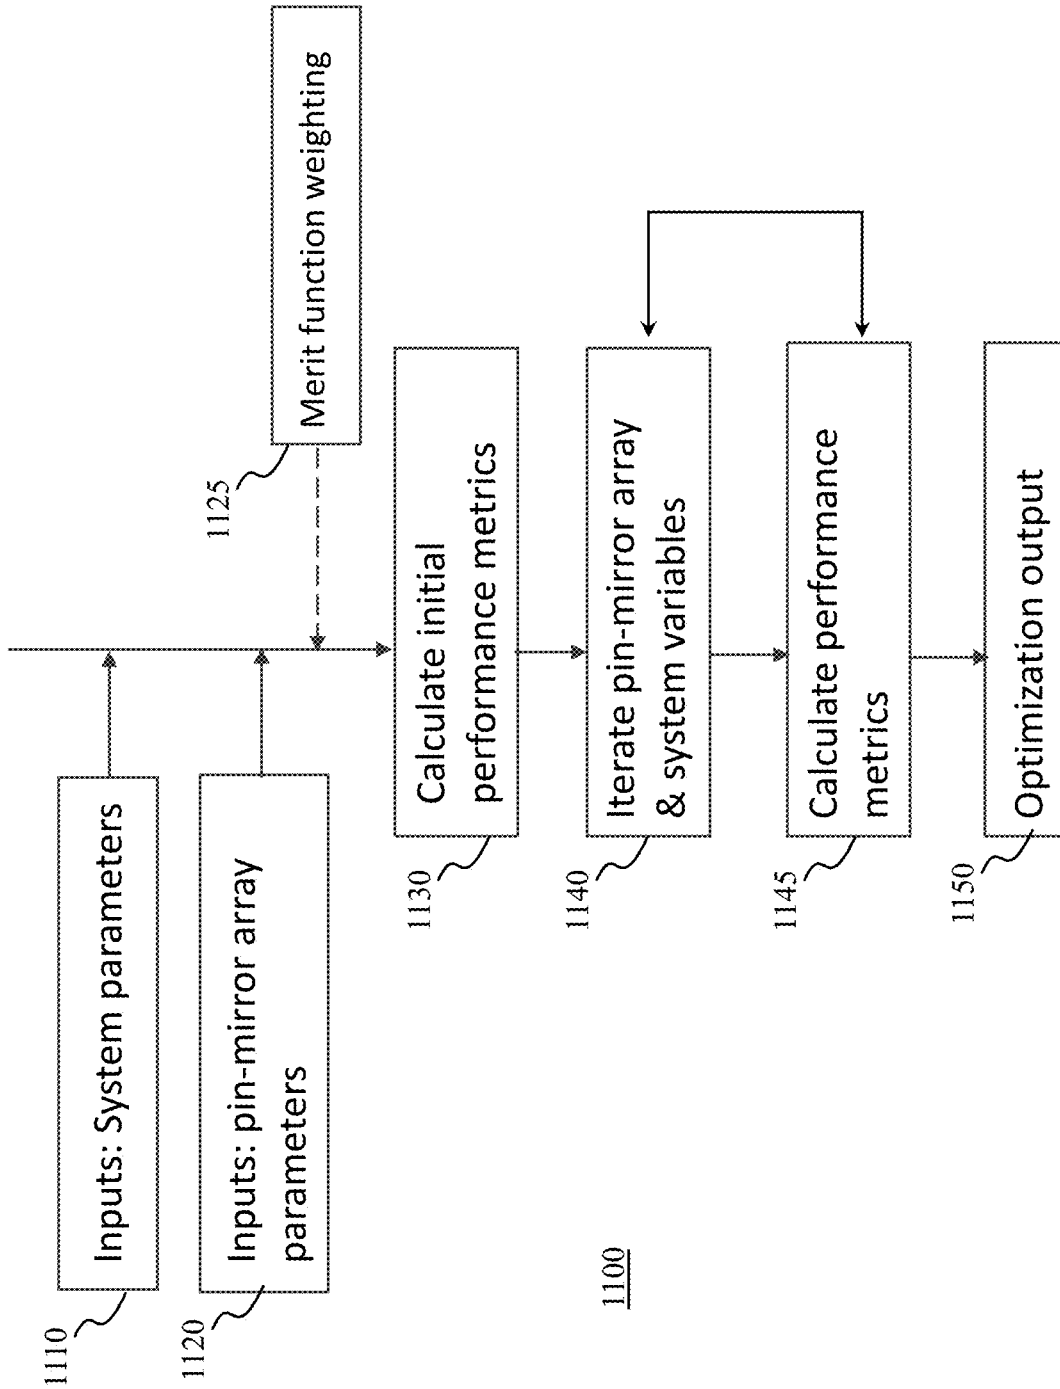 1110
Inputs: System parameters
1120
Inputs: pin-mirror array
parameters
1125
Merit function weighting
1130
Calculate initial
performance metrics
1140
Iterate pin-mirror array
& system variables
1145
Calculate performance
metrics
1150
Optimization output
1100